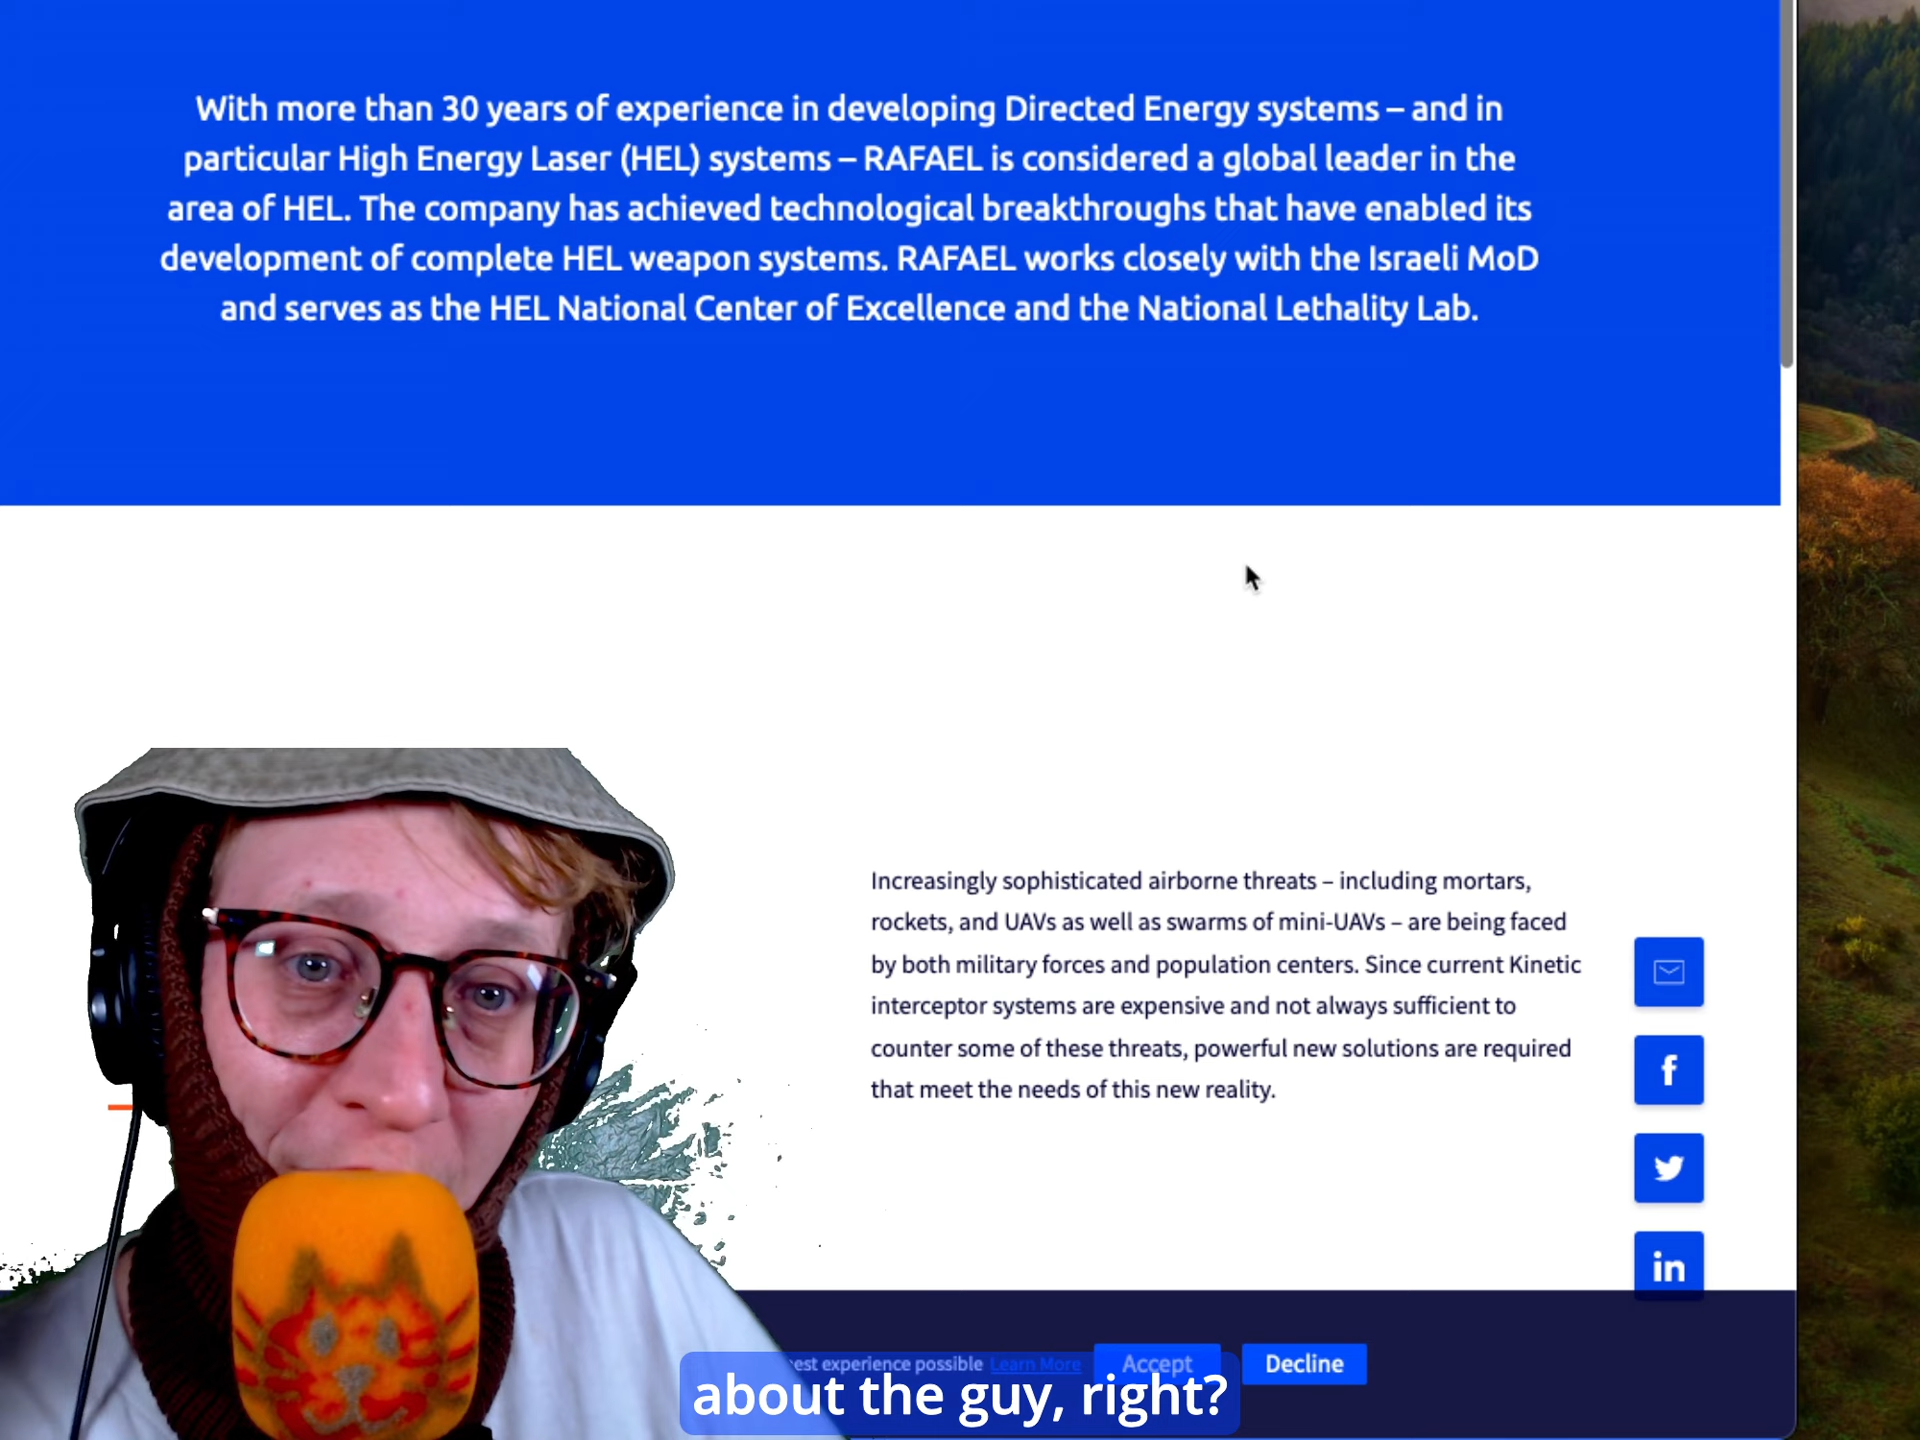 With more than 30 years of experience in developing Directed Energy systems – and in
particular High Energy Laser (HEL) systems – RAFAEL is considered a global leader in the
area of HEL. The company has achieved technological breakthroughs that have enabled its
development of complete HEL weapon systems. RAFAEL works closely with the Israeli MoD
and serves as the HEL National Center of Excellence and the National Lethality Lab.
Increasingly sophisticated airborne threats – including mortars,
rockets, and UAVs as well as swarms of mini-UAVs – are being faced
by both military forces and population centers. Since current Kinetic
interceptor systems are expensive and not always sufficient to
counter some of these threats, powerful new solutions are required
that meet the needs of this new reality.
f
in
experience possible Learn More Accept Decline
about the guy, right?